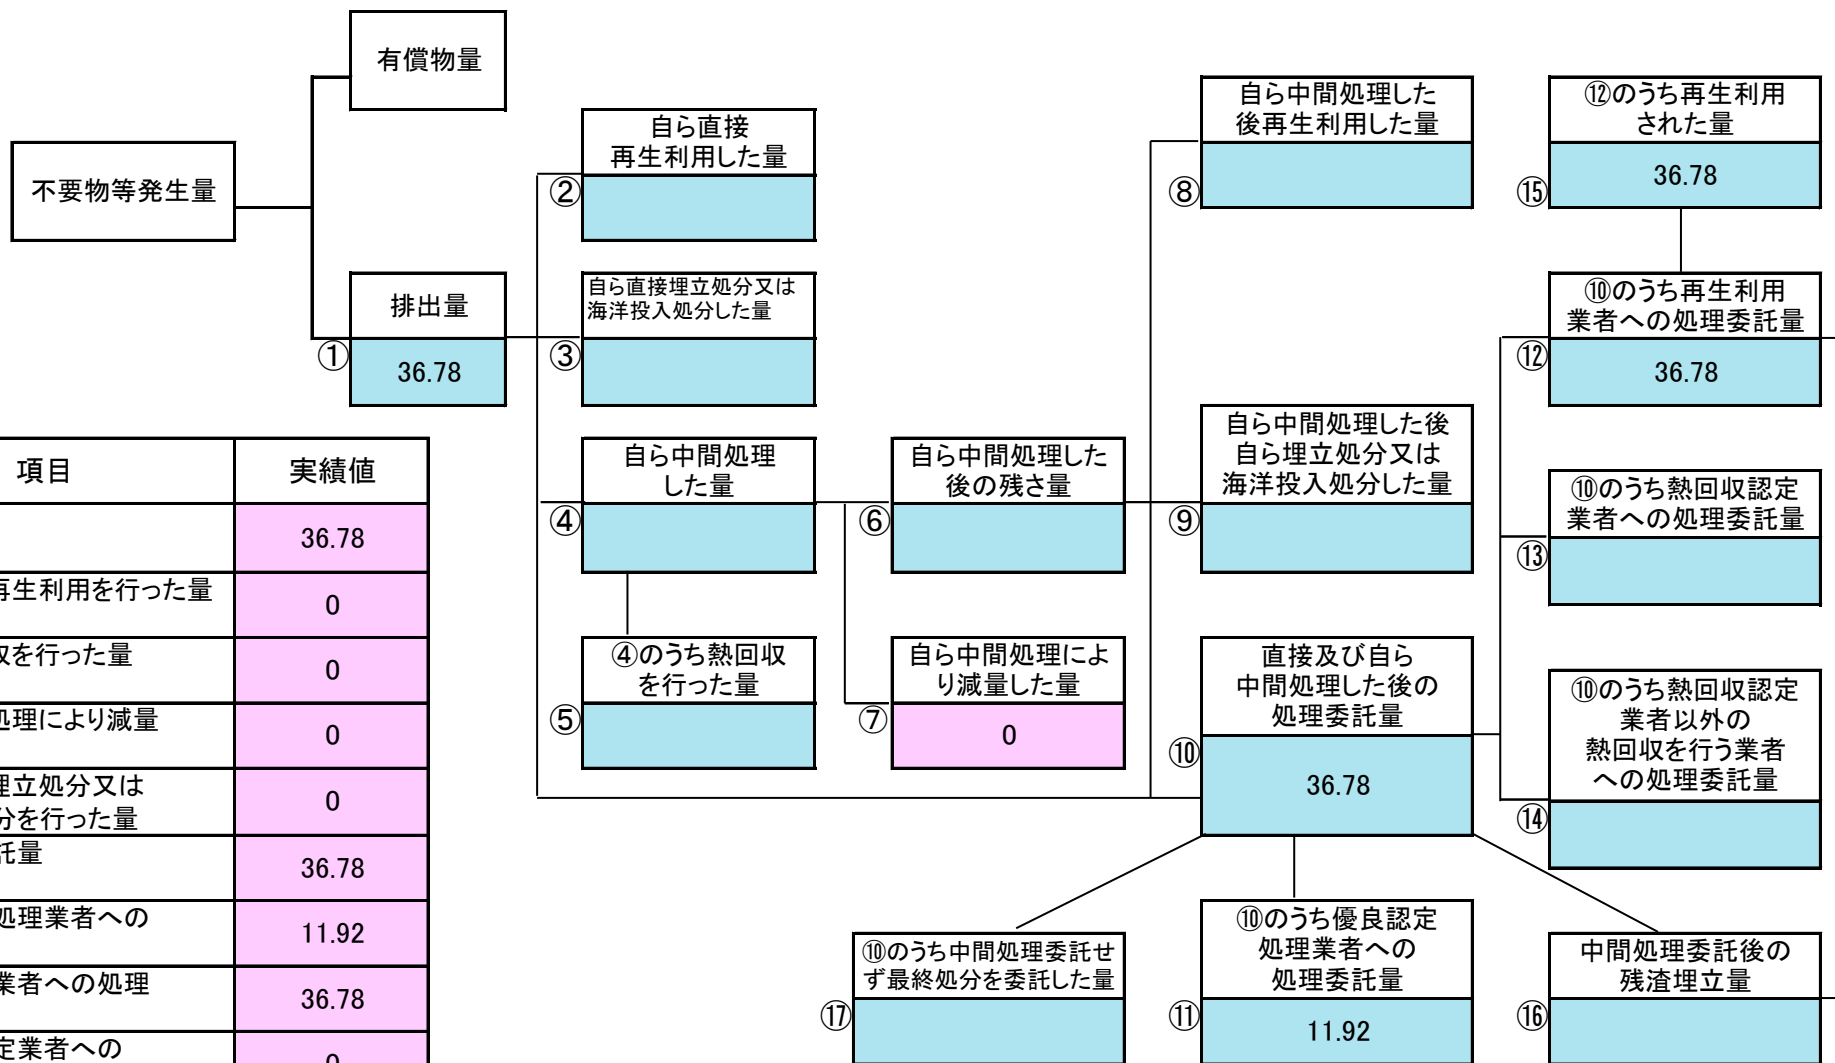 有償物量
不要物等発生量
排出量
①
36.78
自ら直接
再生利用した量
②
自ら直接埋立処分又は
海洋投入処分した量
③
自ら中間処理
した量
④
④のうち熱回収
を行った量
⑤
自ら中間処理した
後の残さ量
⑥
自ら中間処理によ
り減量した量
⑦
0
自ら中間処理した
後再生利用した量
⑧
自ら中間処理した後
自ら埋立処分又は
海洋投入処分した量
⑨
直接及び自ら
中間処理した後の
処理委託量
⑩
36.78
⑩のうち優良認定
処理業者への
処理委託量
⑪
11.92
⑫のうち再生利用
された量
⑮
36.78
⑩のうち再生利用
業者への処理委託量
⑫
36.78
⑩のうち熱回収認定
業者への処理委託量
⑬
⑩のうち熱回収認定
業者以外の
熱回収を行う業者
への処理委託量
⑭
中間処理委託後の
残渣埋立量
⑯
⑩のうち中間処理委託せ
ず最終処分を委託した量
⑰
項目 実績値
36.78
再生利用を行った量 0
収を行った量 0
処理により減量 0
埋立処分又は
分を行った量 0
託量 36.78
処理業者への 11.92
業者への処理 36.78
定業者への 0